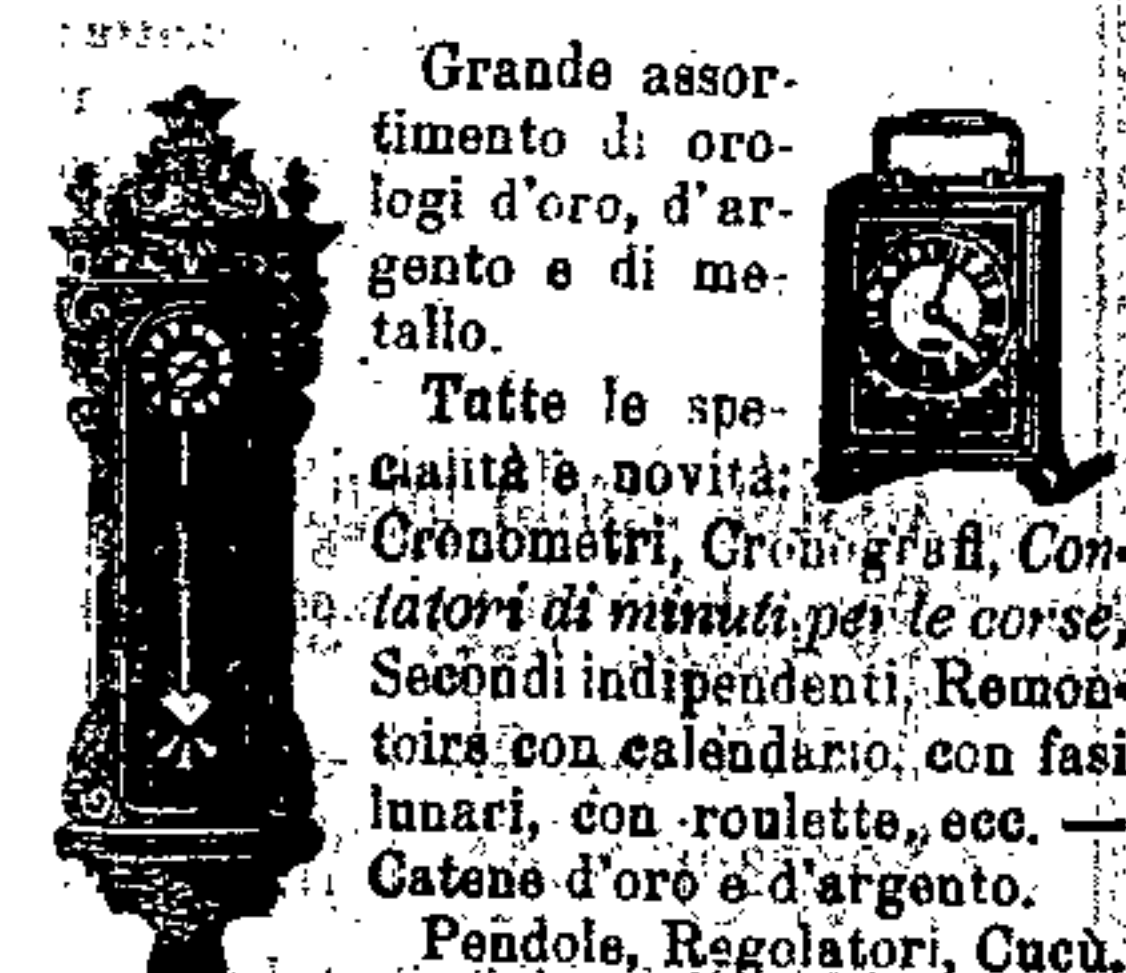 Grande assor-
timento di oro-
logi d'oro, d'ar-
gento e di me-
tallo.
Tutte le spe-
cialità e novità:
Cronometri, Cronografi, Con-
tatori di minuti per le corse,
Secondi indipendenti, Remon-
toirs con calendario, con fasi
lunari, con roulette, ecc. —
Catene d'oro e d'argento.
Pendole, Regolatori, Cucù,